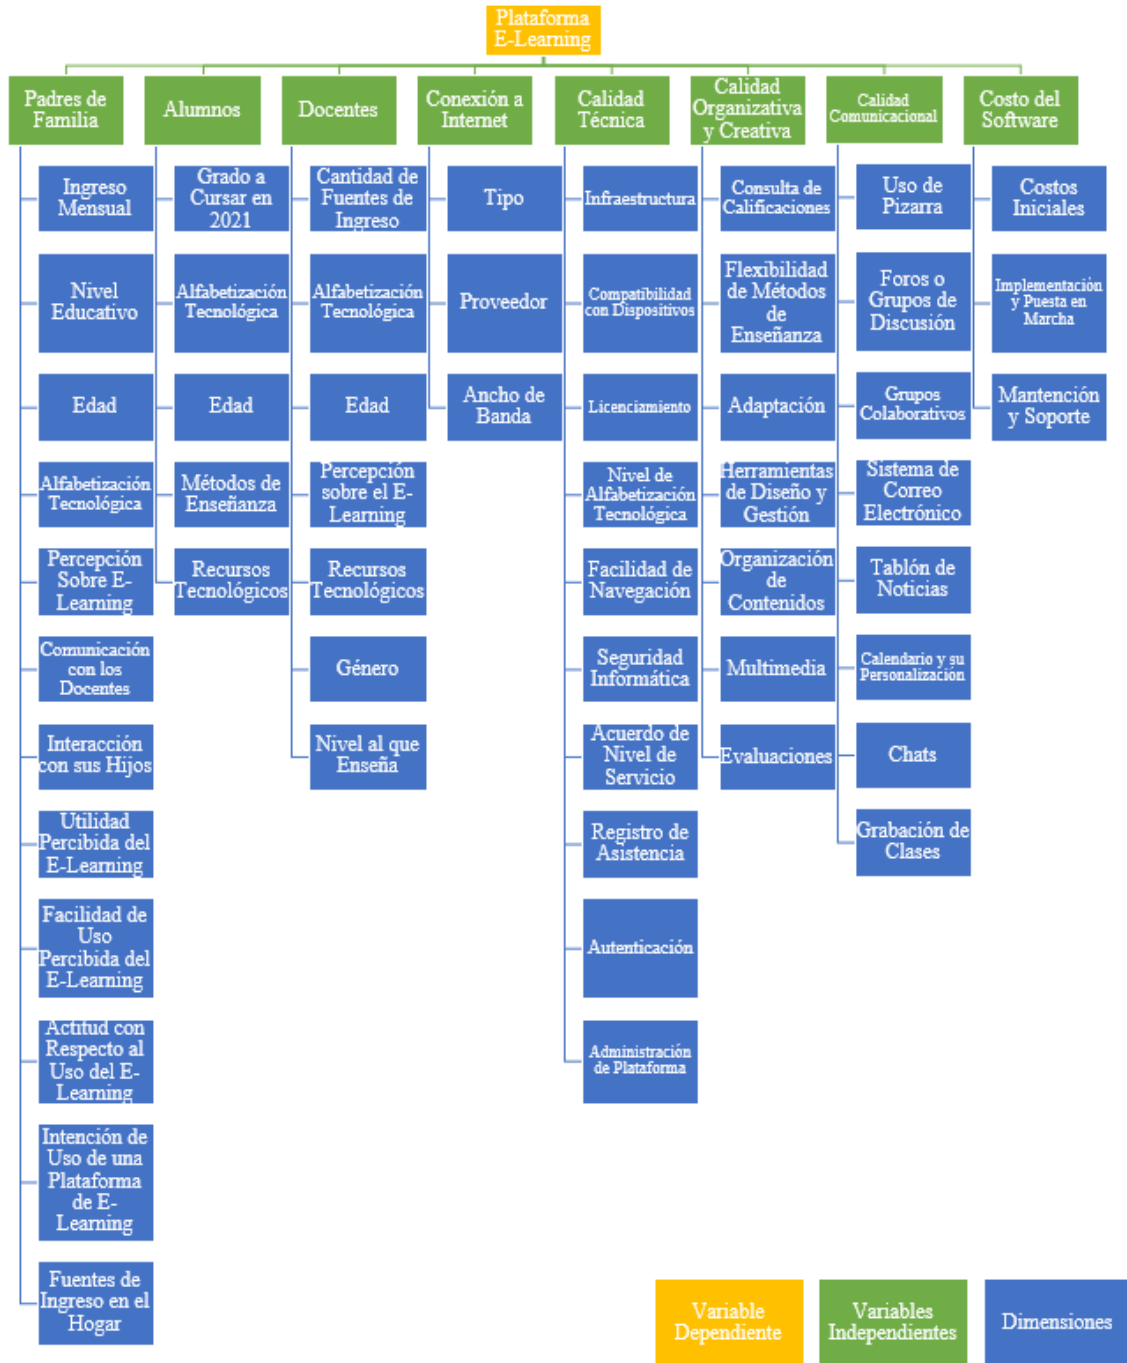 Plataforma
E-Learning
Padres de
Familia
Ingreso
Mensual
Nivel
Educativo
Edad
Alfabetización
Tecnológica
Percepción
Sobre E-
Learning
Comunicación
con los
Docentes
Interacción
con sus Hijos
Utilidad
Percibida del
E-Learning
Facilidad de
Uso
Percibida del
E-Learning
Actitud con
Respecto al
Uso del E-
Learning
Intención de
Uso de una
Plataforma
de E-
Learning
Fuentes de
Ingreso en el
Hogar
Alumnos
Grado a
Cursar en
2021
Alfabetización
Tecnológica
Edad
Métodos de
Enseñanza
Recursos
Tecnológicos
Docentes
Cantidad de
Fuentes de
Ingreso
Alfabetización
Tecnológica
Edad
Percepción
sobre el E-
Learning
Recursos
Tecnológicos
Género
Nivel al que
Enseña
Conexión a
Internet
Tipo
Proveedor
Ancho de
Banda
Calidad
Técnica
Infraestructura
Compatibilidad
con Dispositivos
Licenciamiento
Nivel de
Alfabetización
Tecnológica
Facilidad de
Navegación
Seguridad
Informática
Acuerdo de
Nivel de
Servicio
Registro de
Asistencia
Autenticación
Administración
de Plataforma
Calidad
Organizativa
y Creativa
Consulta de
Calificaciones
Flexibilidad
de Métodos
de
Enseñanza
Adaptación
Herramientas
de Diseño y
Gestión
Organización
de
Contenidos
Multimedia
Evaluaciones
Calidad
Comunicacional
Uso de
Pizarra
Foros o
Grupos de
Discusión
Grupos
Colaborativos
Sistema de
Correo
Electrónico
Tablón de
Noticias
Calendario y su
Personalización
Chats
Grabación de
Clases
Costo del
Software
Costos
Iniciales
Implementación
y Puesta en
Marcha
Mantención
y Soporte
Variable
Dependiente
Variables
Independientes
Dimensiones